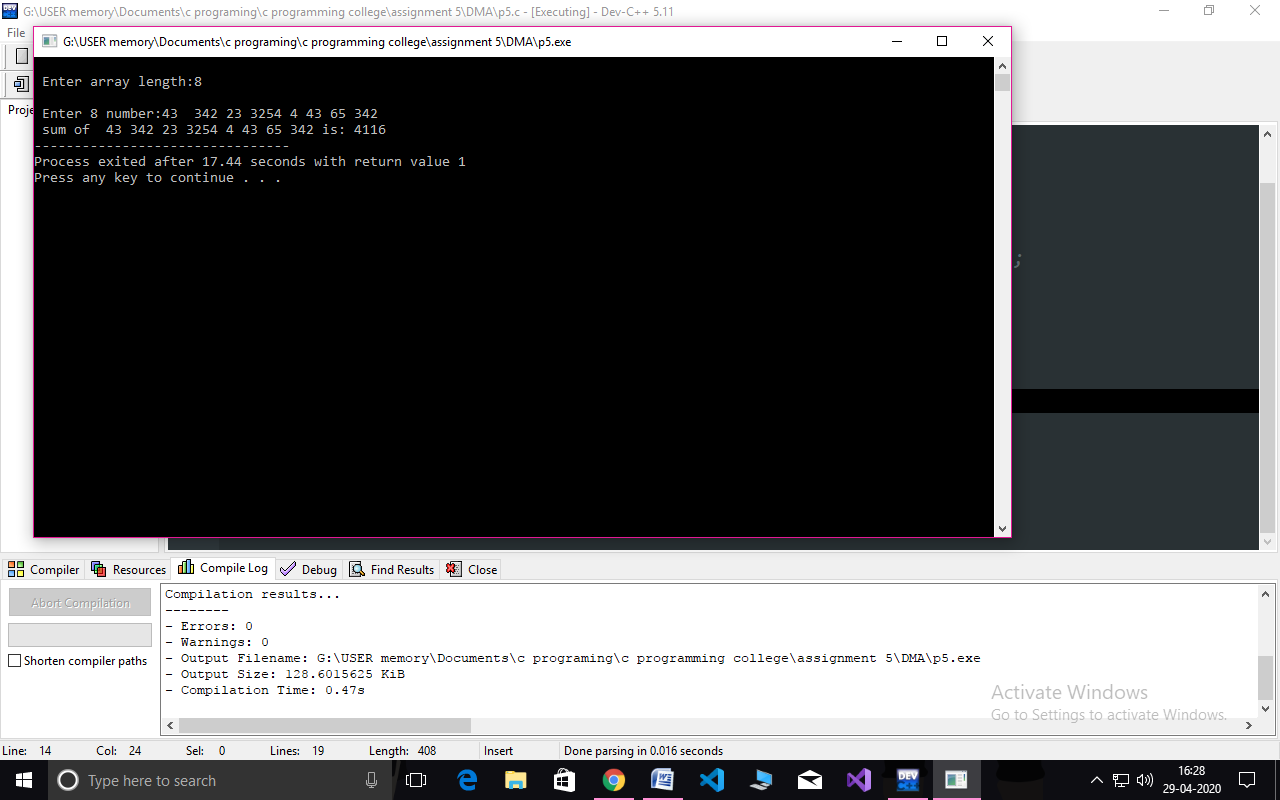 G:\USER memory\Documents\c programing\c programming college\assignment 5\DMA\p5.c - [Executing] - Dev-C++ 5.11
File
G:\USER memory\Documents\c programing\c programming college\assignment 5\DMA\p5.exe
Enter array length:8
Enter 8 number:43  342 23 3254 4 43 65 342
sum of  43 342 23 3254 4 43 65 342 is: 4116
--------------------------------
Process exited after 17.44 seconds with return value 1
Press any key to continue . . .
Proje
;
Compiler Resources Compile Log Debug Find Results Close
Abort Compilation
Shorten compiler paths
Compilation results...
--------
- Errors: 0
- Warnings: 0
- Output Filename: G:\USER memory\Documents\c programing\c programming college\assignment 5\DMA\p5.exe
- Output Size: 128.6015625 KiB
- Compilation Time: 0.47s
Activate Windows
Go to Settings to activate Windows.
Line: 14 Col: 24 Sel: 0 Lines: 19 Length: 408 Insert Done parsing in 0.016 seconds
Type here to search
DEV
16:28
29-04-2020